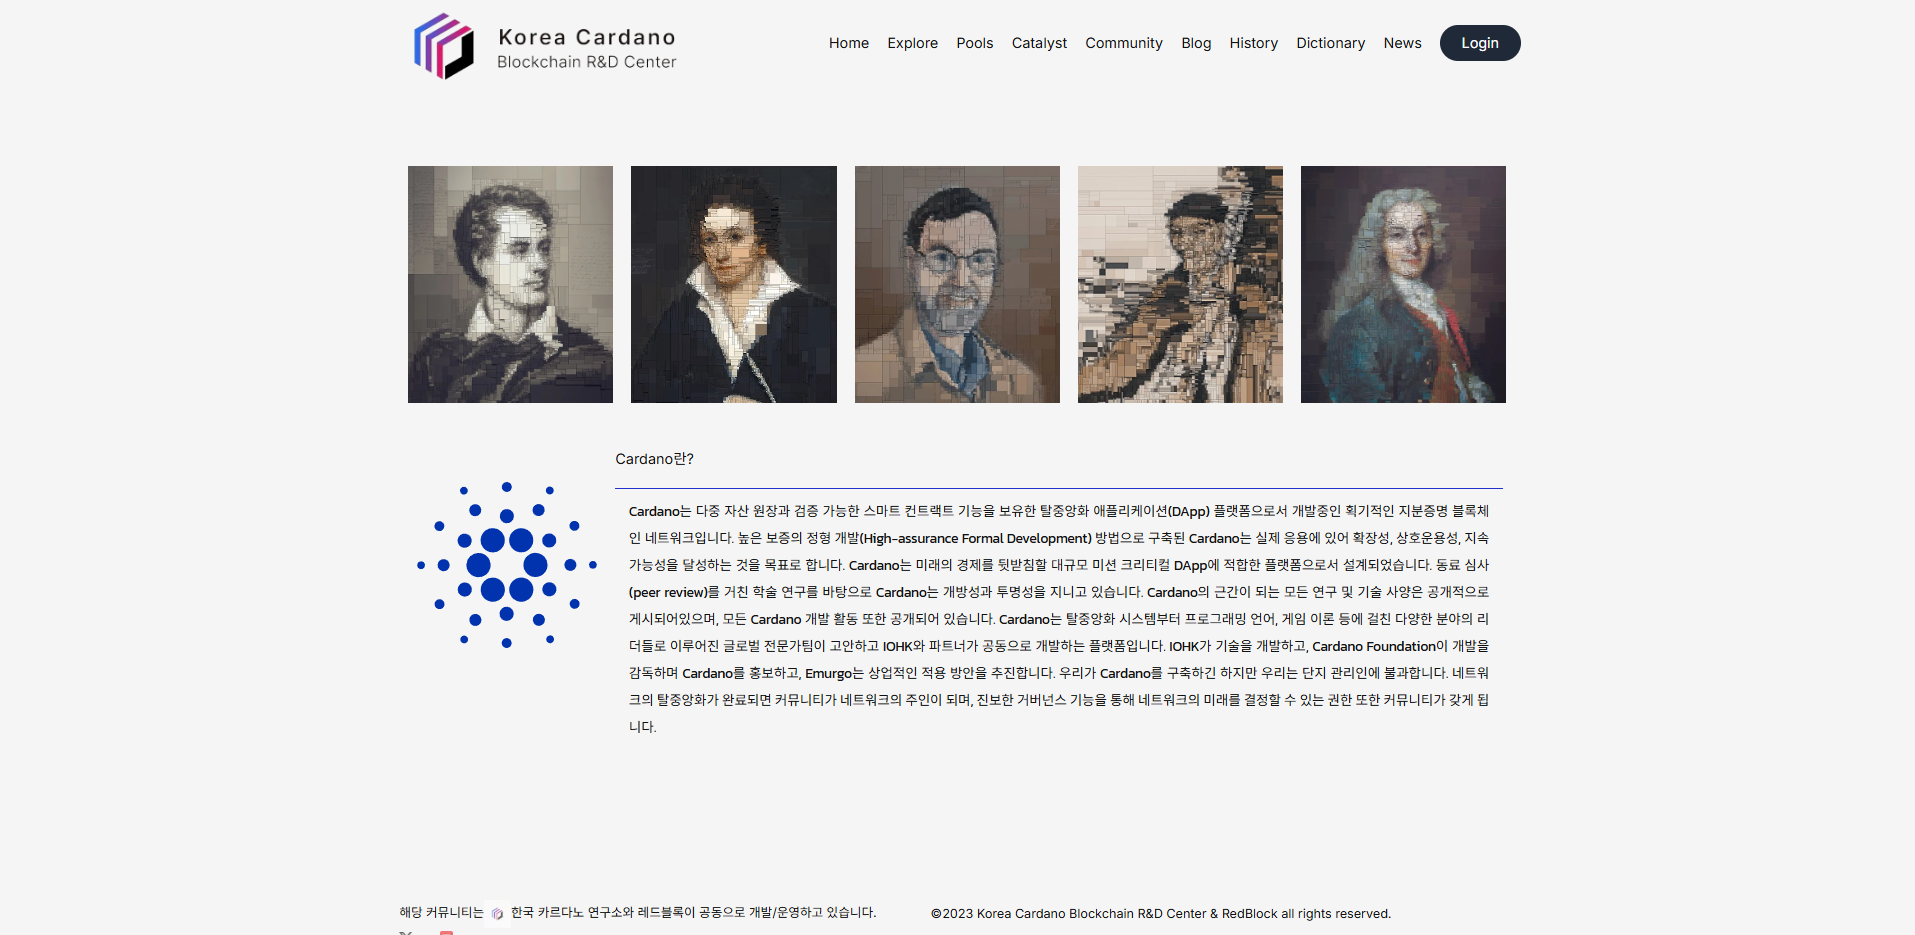 Korea Cardano
Blockchain R&D Center
Home Explore Pools Catalyst Community Blog History Dictionary News Login
Cardano란?
Cardano는 다중 자산 원장과 검증 가능한 스마트 컨트랙트 기능을 보유한 탈중앙화 애플리케이션(DApp) 플랫폼으로서 개발중인 획기적인 지분증명 블록체
인 네트워크입니다. 높은 보증의 정형 개발(High-assurance Formal Development) 방법으로 구축된 Cardano는 실제 응용에 있어 확장성, 상호운용성, 지속
가능성을 달성하는 것을 목표로 합니다. Cardano는 미래의 경제를 뒷받침할 대규모 미션 크리티컬 DApp에 적합한 플랫폼으로서 설계되었습니다. 동료 심사
(peer review)를 거친 학술 연구를 바탕으로 Cardano는 개방성과 투명성을 지니고 있습니다. Cardano의 근간이 되는 모든 연구 및 기술 사양은 공개적으로
게시되어있으며, 모든 Cardano 개발 활동 또한 공개되어 있습니다. Cardano는 탈중앙화 시스템부터 프로그래밍 언어, 게임 이론 등에 걸친 다양한 분야의 리
더들로 이루어진 글로벌 전문가팀이 고안하고 IOHK와 파트너가 공동으로 개발하는 플랫폼입니다. IOHK가 기술을 개발하고, Cardano Foundation이 개발을
감독하며 Cardano를 홍보하고, Emurgo는 상업적인 적용 방안을 추진합니다. 우리가 Cardano를 구축하긴 하지만 우리는 단지 관리인에 불과합니다. 네트워
크의 탈중앙화가 완료되면 커뮤니티가 네트워크의 주인이 되며, 진보한 거버넌스 기능을 통해 네트워크의 미래를 결정할 수 있는 권한 또한 커뮤니티가 갖게 됩
니다.
해당 커뮤니티는 한국 카르다노 연구소와 레드블록이 공동으로 개발/운영하고 있습니다.
©2023 Korea Cardano Blockchain R&D Center & RedBlock all rights reserved.